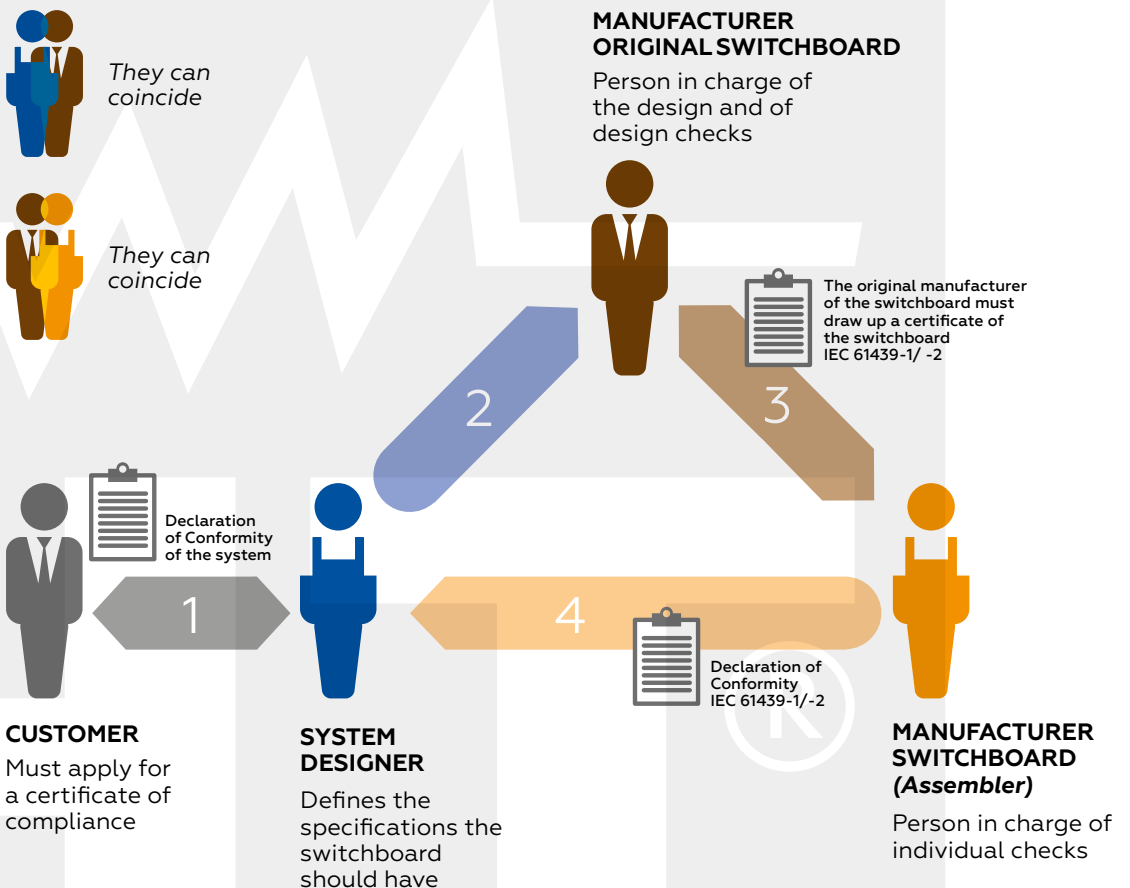 They can
coincide
They can
coincide
MANUFACTURER
ORIGINAL SWITCHBOARD
Person in charge of
the design and of
design checks
The original manufacturer
of the switchboard must
draw up a certificate of
the switchboard
IEC 61439-1/ -2
2
3
Declaration
of Conformity
of the system
1
4
Declaration of
Conformity
IEC 61439-1/-2
R
CUSTOMER
Must apply for
a certificate of
compliance
SYSTEM
DESIGNER
Defines the
specifications the
switchboard
should have
MANUFACTURER
SWITCHBOARD
(Assembler)
Person in charge of
individual checks